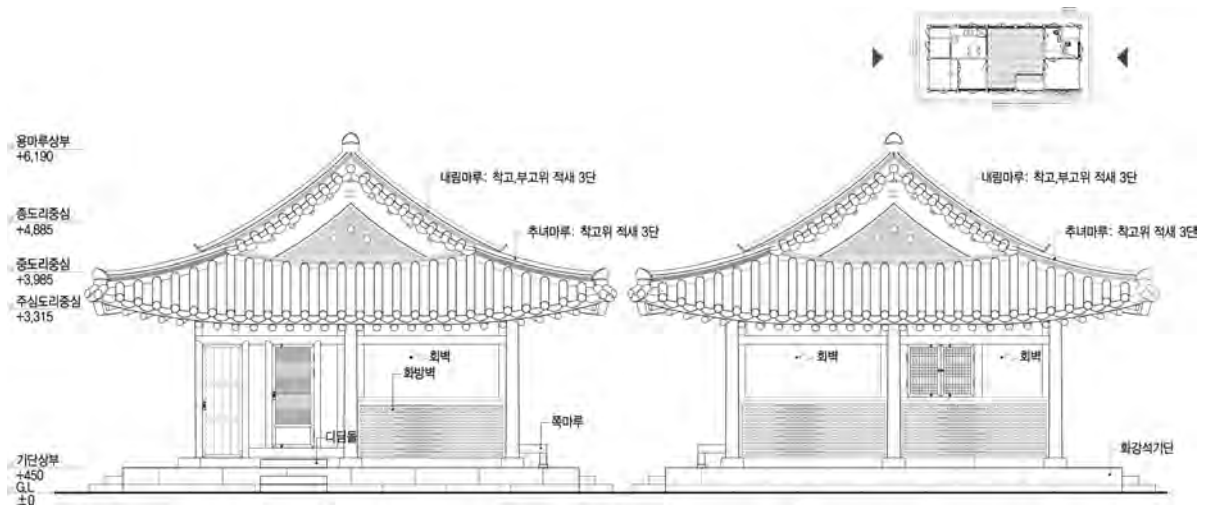 용마루상부
+6,190
종도리중심
+4,885
중도리중심
+3,985
주심도리중심
+3,315
기단상부
+450
G.L
±0
내림마루: 착고,부고위 적새 3단
추녀마루: 착고위 적새 3단
회벽
화방벽
디딤돌
쪽마루
내림마루: 착고,부고위 적새 3단
추녀마루: 착고위 적새 3단
회벽
회벽
화강석기단